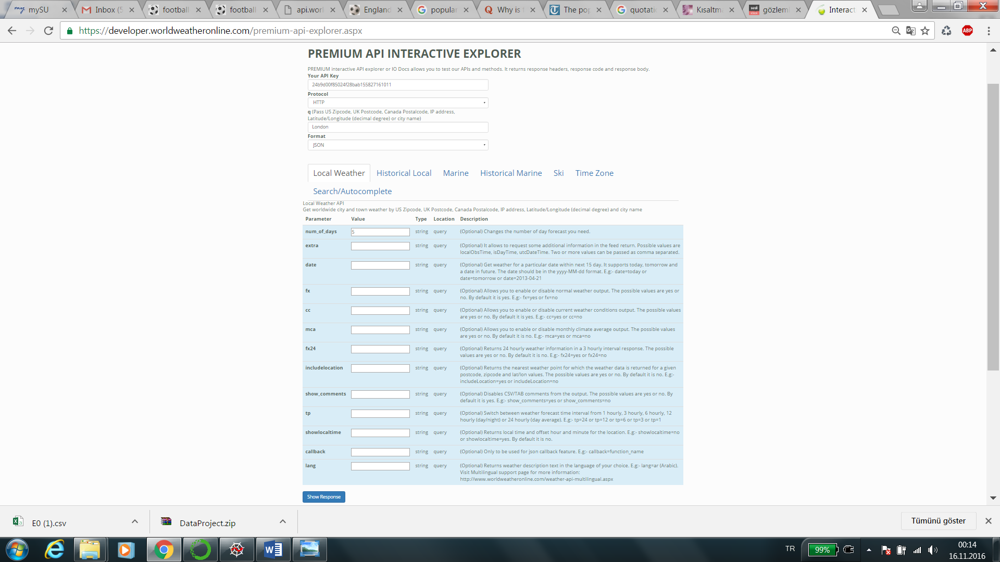 mySU
Inbox (5
football
football
api.worl
England
popular
Why is t
The pop
quotatic
Kısaltma
gözleml
Interact
https://developer.worldweatheronline.com/premium-api-explorer.aspx
ABP
PREMIUM API INTERACTIVE EXPLORER
PREMIUM interactive API explorer or IO Docs allows you to test our APIs and methods. It returns response headers, response code and response body.
Your API Key
24b9d00f85024f28bab155827161011
Protocol
HTTP
q (Pass US Zipcode, UK Postcode, Canada Postalcode, IP address,
Latitude/Longitude (decimal degree) or city name)
London
Format
JSON
Local Weather Historical Local Marine Historical Marine Ski Time Zone
Search/Autocomplete
Local Weather API
Get worldwide city and town weather by US Zipcode, UK Postcode, Canada Postalcode, IP address, Latitude/Longitude (decimal degree) and city name
Parameter Value Type Location Description
num_of_days 5 string query (Optional) Changes the number of day forecast you need.
extra string query (Optional) It allows to request some additional information in the feed return. Possible values are
localObsTime, isDayTime, utcDateTime. Two or more values can be passed as comma separated.
date string query (Optional) Get weather for a particular date within next 15 day. It supports today, tomorrow and
a date in future. The date should be in the yyyy-MM-dd format. E.g:- date=today or
date=tomorrow or date=2013-04-21
fx string query (Optional) Allows you to enable or disable normal weather output. The possible values are yes or
no. By default it is yes. E.g:- fx=yes or fx=no
cc string query (Optional) Allows you to enable or disable current weather conditions output. The possible values
are yes or no. By default it is yes. E.g:- cc=yes or cc=no
mca string query (Optional) Allows you to enable or disable monthly climate average output. The possible values
are yes or no. By default it is no. E.g:- mca=yes or mca=no
fx24 string query (Optional) Returns 24 hourly weather information in a 3 hourly interval response. The possible
values are yes or no. By default it is no. E.g:- fx24=yes or fx24=no
includelocation string query (Optional) Returns the nearest weather point for which the weather data is returned for a given
postcode, zipcode and lat/lon values. The possible values are yes or no. By default it is no. E.g:-
includeLocation=yes or includeLocation=no
show_comments string query (Optional) Disables CSV/TAB comments from the output. The possible values are yes or no. By
default it is yes. E.g:- show_comments=yes or show_comments=no
tp string query (Optional) Switch between weather forecast time interval from 1 hourly, 3 hourly, 6 hourly, 12
hourly (day/night) or 24 hourly (day average). E.g:- tp=24 or tp=12 or tp=6 or tp=3 or tp=1
showlocaltime string query (Optional) Returns local time and offset hour and minute for the location. E.g:- showlocaltime=no
or showlocaltime=yes. By default it is no.
callback string query (Optional) Only to be used for json callback feature. E.g:- callback=function_name
lang string query (Optional) Returns weather description text in the language of your choice. E.g:- lang=ar (Arabic).
Visit Multilingual support page for more information:
http://www.worldweatheronline.com/weather-api-multilingual.aspx
Show Response
E0 (1).csv
DataProject.zip
Tümünü göster
TR
99%
00:14
16.11.2016